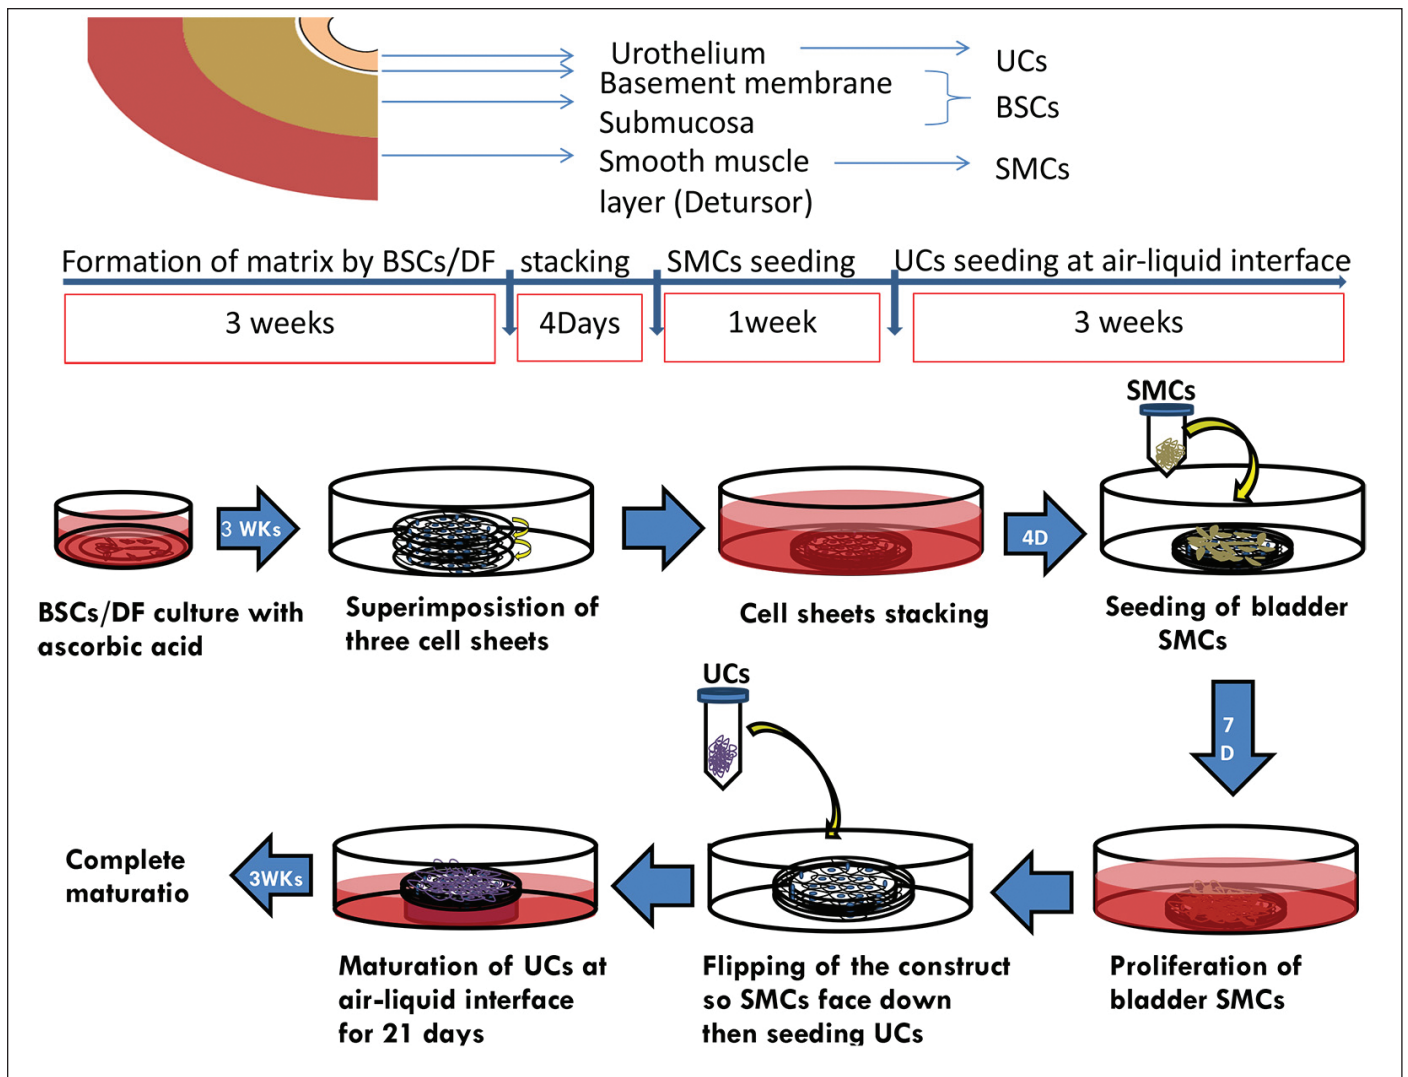 Urothelium
UCs
Basement membrane
BSCs
Submucosa
Smooth muscle
layer (Detursor)
SMCs
Formation of matrix by BSCs/DF
stacking
SMCs seeding
UCs seeding at air-liquid interface
3 weeks
4Days
1week
3 weeks
SMCs
3 WKs
4D
BSCs/DF culture with
ascorbic acid
Superimposistion of
three cell sheets
Cell sheets stacking
Seeding of bladder
SMCs
7
D
UCs
Complete
maturatio
3WKs
Maturation of UCs at
air-liquid interface
for 21 days
Flipping of the construct
so SMCs face down
then seeding UCs
Proliferation of
bladder SMCs